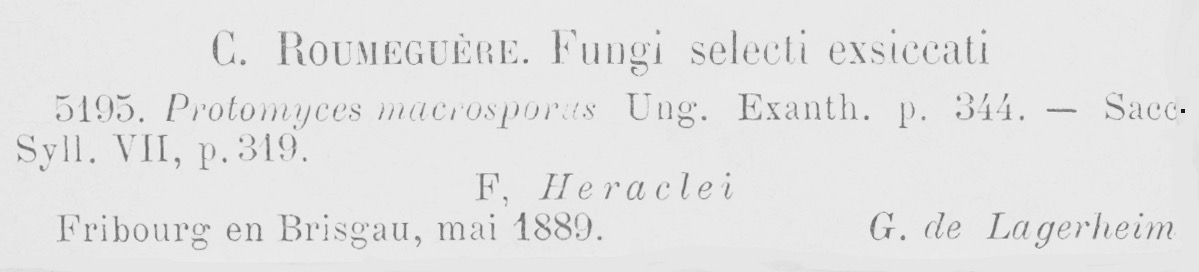 C. ROUMEGUÈRE. Fungi selecti exsiccati
5195. Protomyces macrosporus Ung. Exanth. p. 344. — Sacc.
Syll. VII, p. 319.
F, Heraclei
Fribourg en Brisgau, mai 1889. G. de Lagerheim